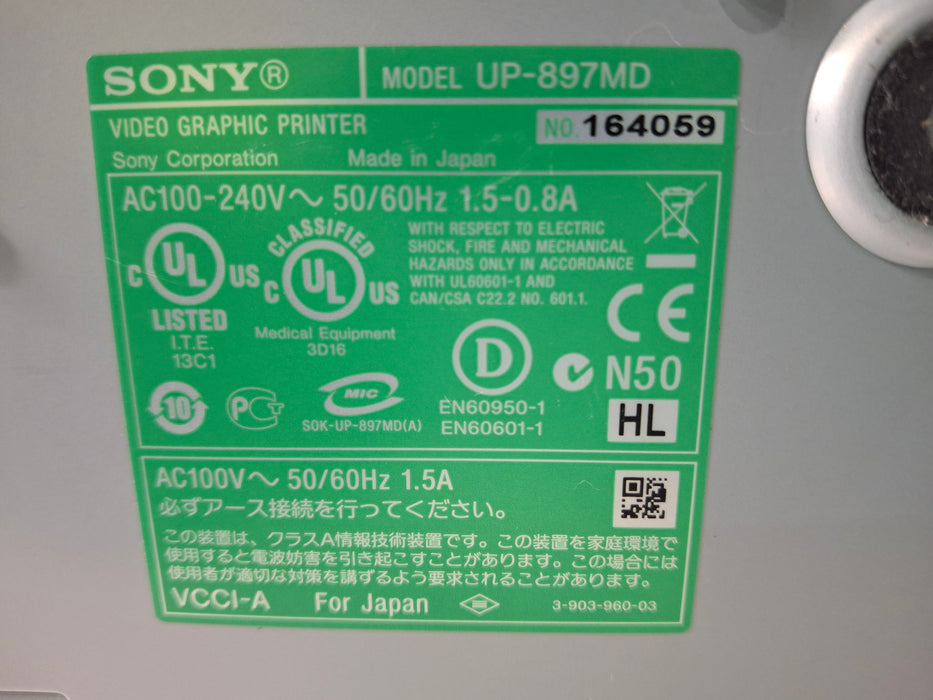 SONY®
MODEL UP-897MD
VIDEO GRAPHIC PRINTER
NO. 164059
Sony Corporation Made in Japan
AC100-240V～ 50/60Hz 1.5-0.8A
C UL US
LISTED
I.T.E.
13C1
CLASSIFIED
C UL US
Medical Equipment
3D16
WITH RESPECT TO ELECTRIC
SHOCK, FIRE AND MECHANICAL
HAZARDS ONLY IN ACCORDANCE
WITH UL60601-1 AND
CAN/CSA C22.2 NO. 601.1.
CE
D
N50
10
PCT
MIC
SOK-UP-897MD(A)
EN60950-1
EN60601-1
HL
AC100V～ 50/60Hz 1.5A
必ずアース接続を行ってください。
この装置は、クラスA情報技術装置です。この装置を家庭環境で
使用すると電波妨害を引き起こすことがあります。この場合には
使用者が適切な対策を講ずるよう要求されることがあります。
VCCI-A For Japan 3-903-960-03